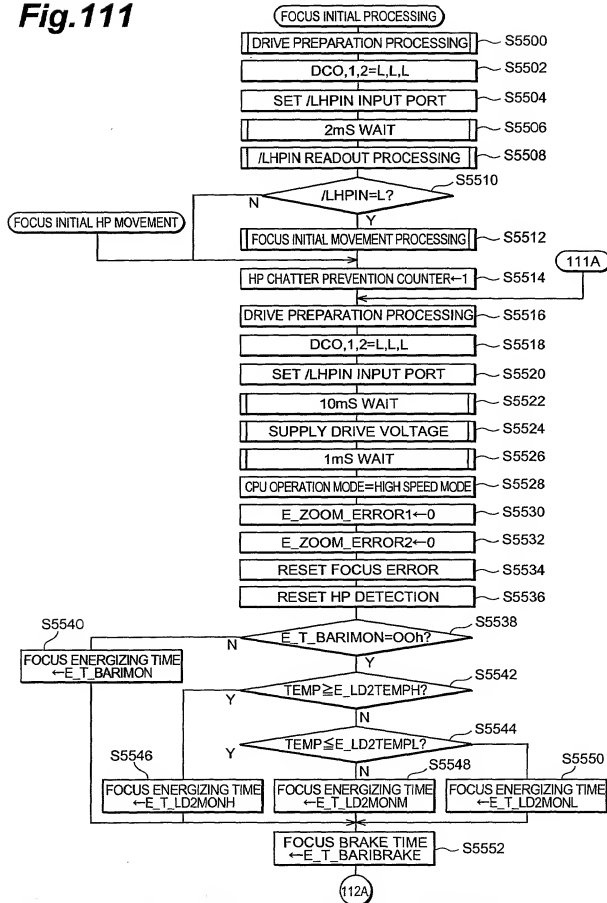 Fig.111
FOCUS INITIAL PROCESSING
DRIVE PREPARATION PROCESSING S5500
DCO,1,2=L,L,L S5502
SET /LHPIN INPUT PORT S5504
2mS WAIT S5506
/LHPIN READOUT PROCESSING S5508
/LHPIN=L? S5510
N
Y
FOCUS INITIAL HP MOVEMENT
FOCUS INITIAL MOVEMENT PROCESSING S5512
111A
HP CHATTER PREVENTION COUNTER←1 S5514
DRIVE PREPARATION PROCESSING S5516
DCO,1,2=L,L,L S5518
SET /LHPIN INPUT PORT S5520
10mS WAIT S5522
SUPPLY DRIVE VOLTAGE S5524
1mS WAIT S5526
CPU OPERATION MODE=HIGH SPEED MODE S5528
E_ZOOM_ERROR1←0 S5530
E_ZOOM_ERROR2←0 S5532
RESET FOCUS ERROR S5534
RESET HP DETECTION S5536
E_T_BARIMON=OOh? S5538
N
Y
S5540
FOCUS ENERGIZING TIME
←E_T_BARIMON
TEMP≧E_LD2TEMPH? S5542
Y
N
TEMP≦E_LD2TEMPL? S5544
Y
N
S5546
FOCUS ENERGIZING TIME
←E_T_LD2MONH
S5548
FOCUS ENERGIZING TIME
←E_T_LD2MONM
S5550
FOCUS ENERGIZING TIME
←E_T_LD2MONL
FOCUS BRAKE TIME
←E_T_BARIBRAKE S5552
112A